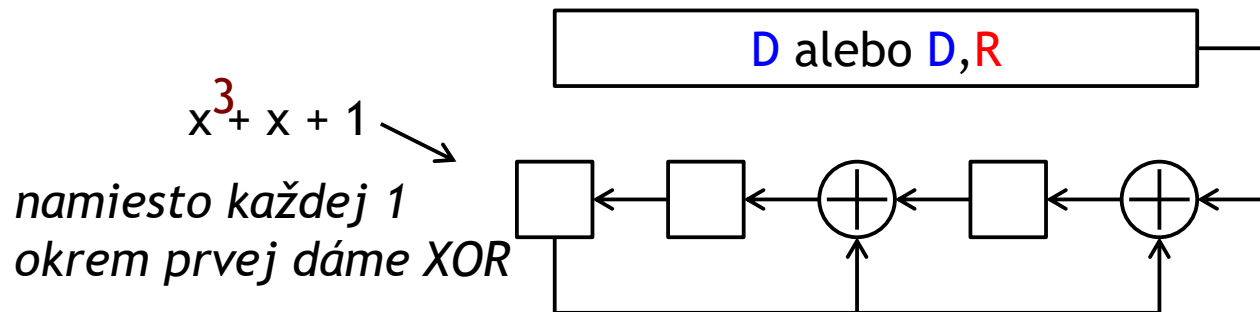 D alebo D,R
x³+ x + 1
namiesto každej 1
okrem prvej dáme XOR